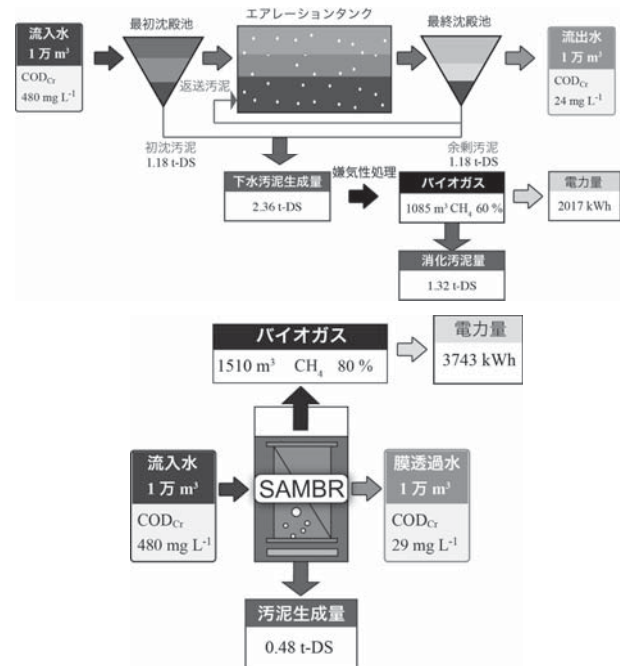 最初沈殿池
エアレーションタンク
最終沈殿池
流入水
1万 m³
COD_Cr
480 mg L⁻¹
返送汚泥
流出水
1万 m³
COD_Cr
24 mg L⁻¹
初沈汚泥
1.18 t-DS
余剰汚泥
1.18 t-DS
下水汚泥生成量
2.36 t-DS
嫌気性処理
バイオガス
1085 m³ CH₄ 60 %
電力量
2017 kWh
消化汚泥量
1.32 t-DS
バイオガス
1510 m³ CH₄ 80 %
電力量
3743 kWh
流入水
1万 m³
COD_Cr
480 mg L⁻¹
SAMBR
膜透過水
1万 m³
COD_Cr
29 mg L⁻¹
汚泥生成量
0.48 t-DS